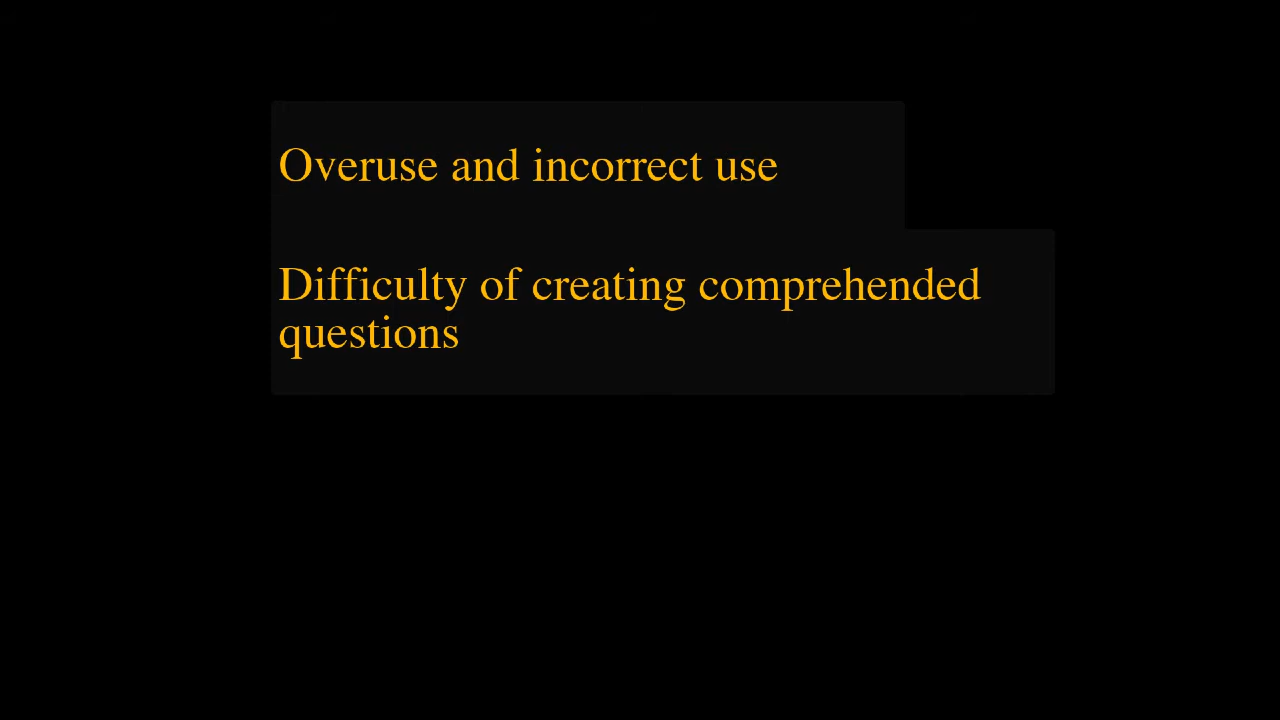 Overuse and incorrect use
Difficulty of creating comprehended
questions